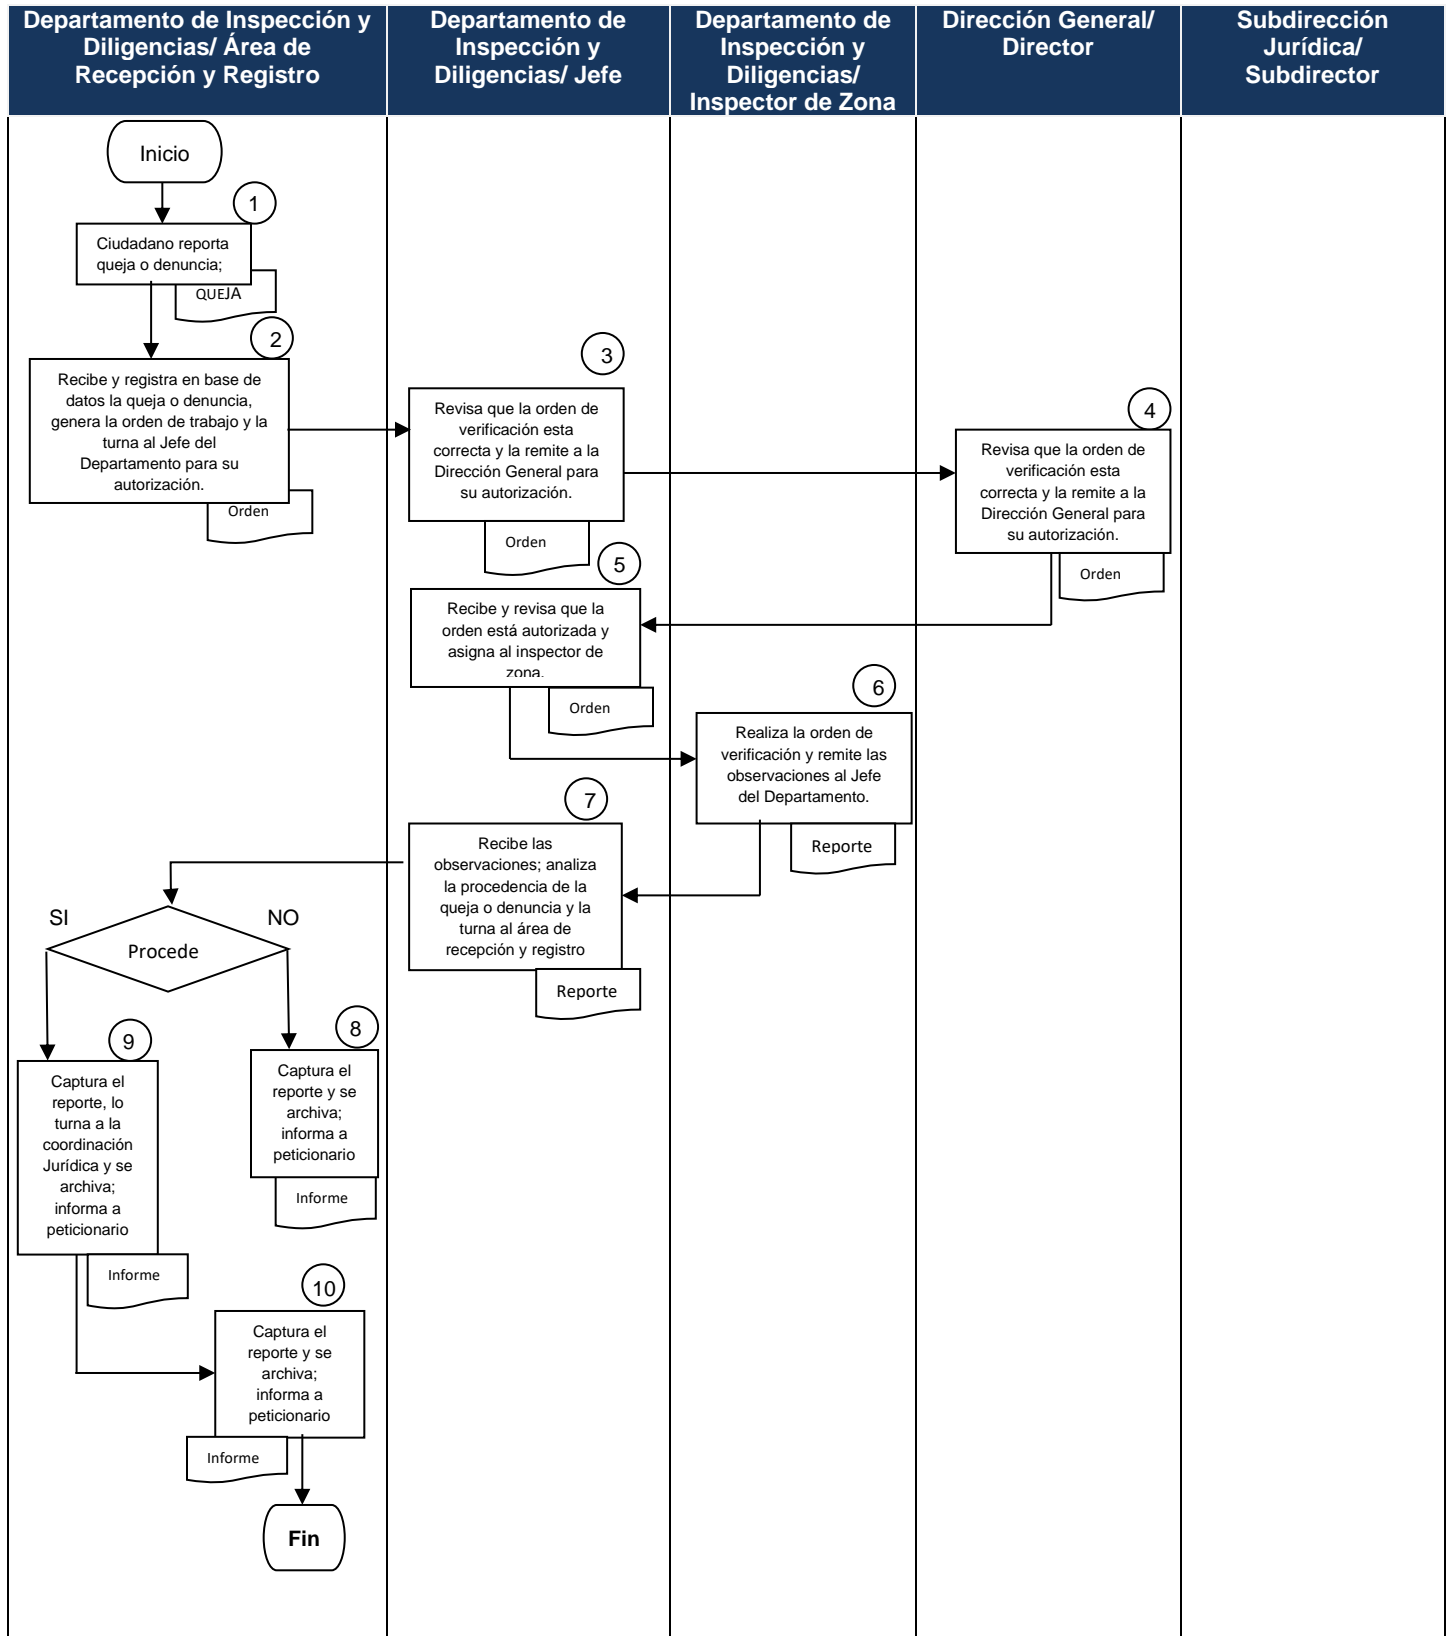 Departamento de Inspección y
Diligencias/ Área de
Recepción y Registro
Departamento de
Inspección y
Diligencias/ Jefe
Departamento de
Inspección y
Diligencias/
Inspector de Zona
Dirección General/
Director
Subdirección
Jurídica/
Subdirector
Inicio
1
Ciudadano reporta
queja o denuncia;
QUEJA
2
Recibe y registra en base de
datos la queja o denuncia,
genera la orden de trabajo y la
turna al Jefe del
Departamento para su
autorización.
Orden
3
Revisa que la orden de
verificación esta
correcta y la remite a la
Dirección General para
su autorización.
Orden
4
Revisa que la orden de
verificación esta
correcta y la remite a la
Dirección General para
su autorización.
Orden
5
Recibe y revisa que la
orden está autorizada y
asigna al inspector de
zona.
Orden
6
Realiza la orden de
verificación y remite las
observaciones al Jefe
del Departamento.
Reporte
7
Recibe las
observaciones; analiza
la procedencia de la
queja o denuncia y la
turna al área de
recepción y registro
Reporte
SI
NO
Procede
8
Captura el
reporte y se
archiva;
informa a
peticionario
Informe
9
Captura el
reporte, lo
turna a la
coordinación
Jurídica y se
archiva;
informa a
peticionario
Informe
10
Captura el
reporte y se
archiva;
informa a
peticionario
Informe
Fin